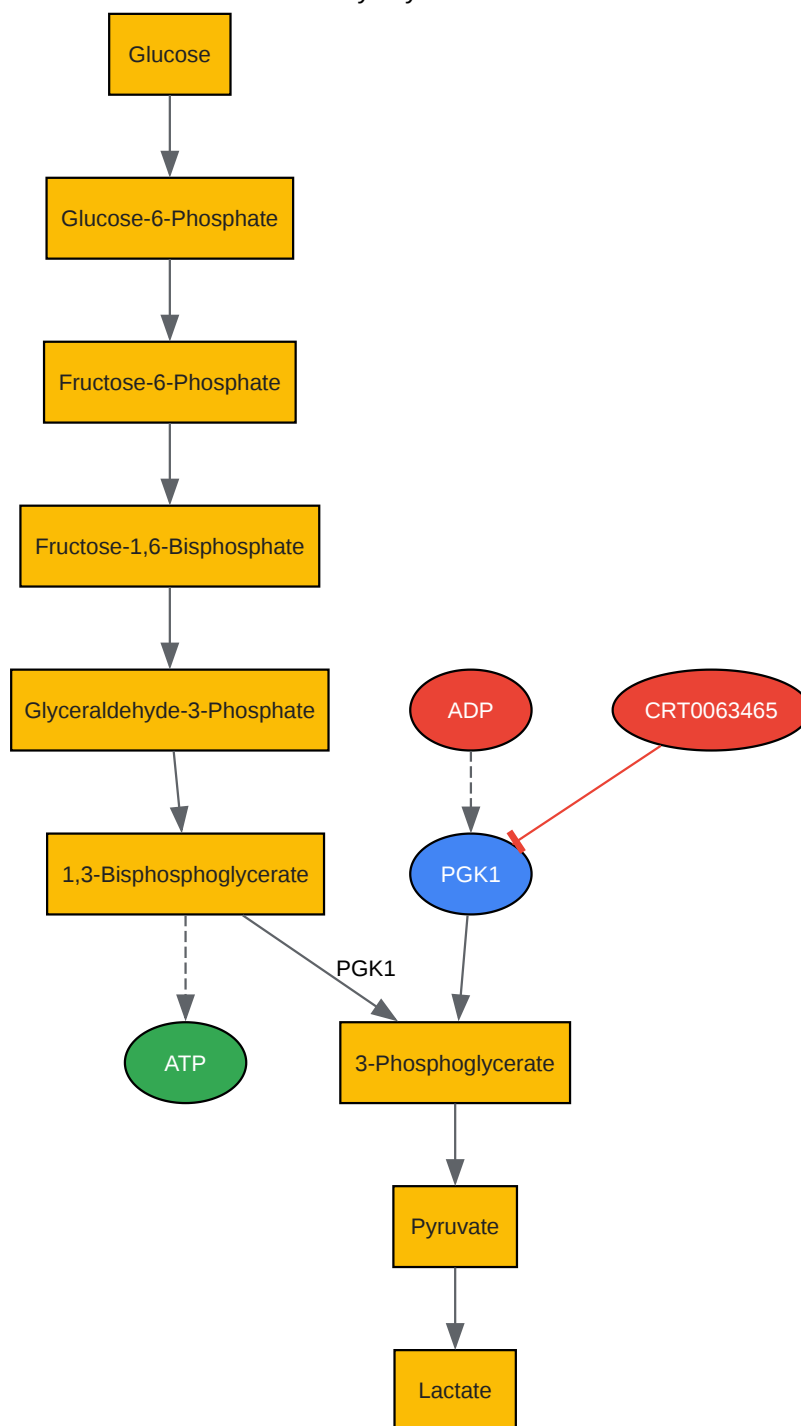 Glucose
Glucose-6-Phosphate
Fructose-6-Phosphate
Fructose-1,6-Bisphosphate
Glyceraldehyde-3-Phosphate
ADP
CRT0063465
1,3-Bisphosphoglycerate
PGK1
PGK1
ATP
3-Phosphoglycerate
Pyruvate
Lactate